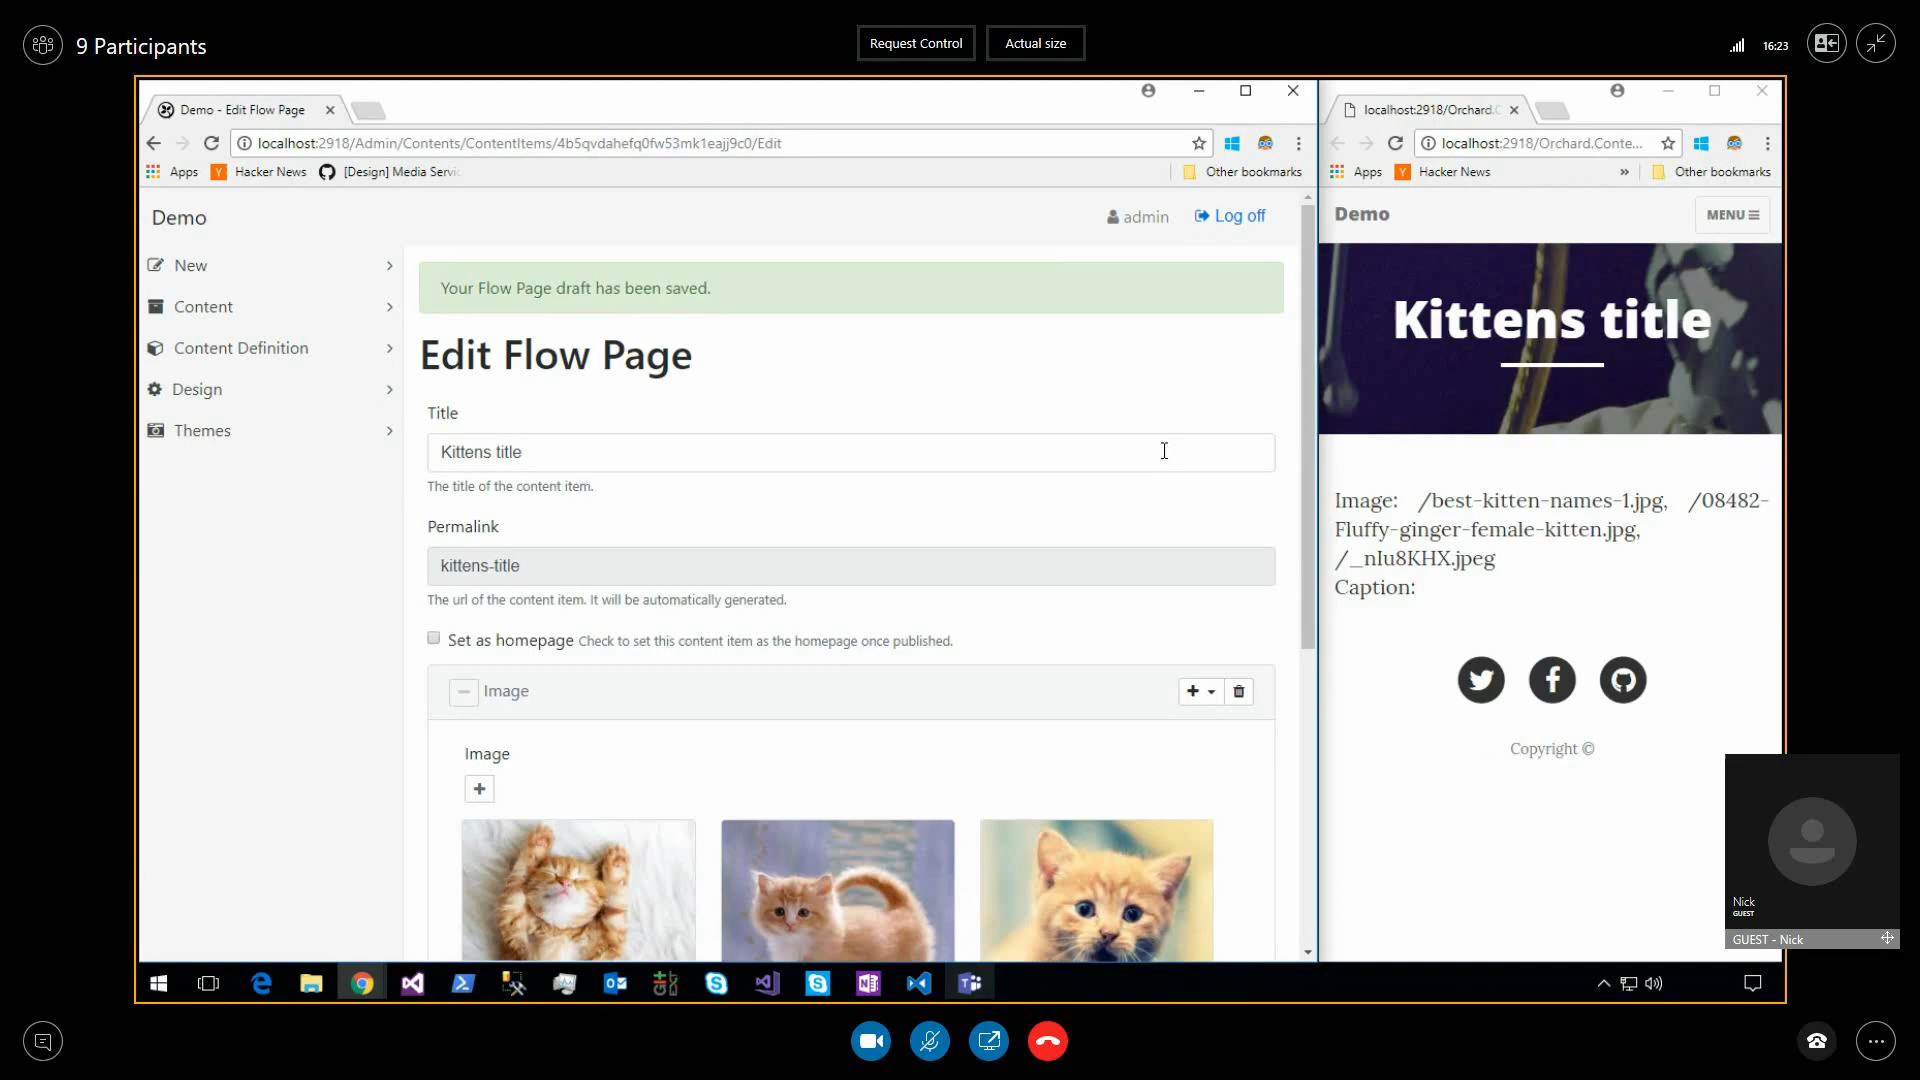 9 Participants
Request Control
Actual size
16:23
Demo - Edit Flow Page
localhost:2918/Orchard.C
localhost:2918/Admin/Contents/ContentItems/4b5qvdahefq0fw53mk1eajj9c0/Edit
localhost:2918/Orchard.Conte...
Apps
Hacker News
[Design] Media Servic
Other bookmarks
Apps
Hacker News
»
Other bookmarks
Demo
admin
Log off
New
Content
Content Definition
Design
Themes
Your Flow Page draft has been saved.
Edit Flow Page
Title
Kittens title
The title of the content item.
Permalink
kittens-title
The url of the content item. It will be automatically generated.
Set as homepage Check to set this content item as the homepage once published.
Image
Image
Demo
MENU
Kittens title
Image: /best-kitten-names-1.jpg, /08482-
Fluffy-ginger-female-kitten.jpg,
/_nIu8KHX.jpeg
Caption:
Copyright ©
Nick
GUEST
GUEST - Nick